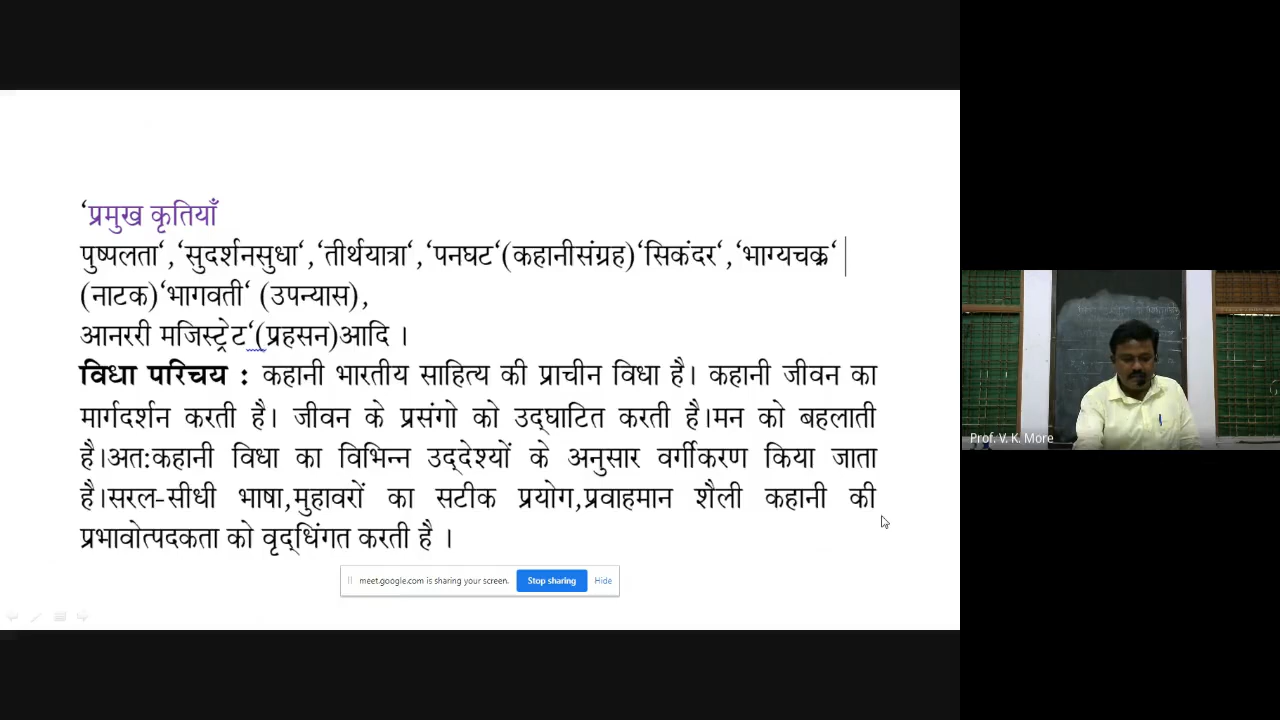 ‘प्रमुख कृतियाँ
पुष्पलता‘,‘सुदर्शनसुधा‘,‘तीर्थयात्रा‘,‘पनघट‘(कहानीसंग्रह)‘सिकंदर‘,‘भाग्यचक्र‘
(नाटक)‘भागवती‘ (उपन्यास),
आनररी मजिस्ट्रेट‘(प्रहसन)आदि ।
विधा परिचय : कहानी भारतीय साहित्य की प्राचीन विधा है। कहानी जीवन का
मार्गदर्शन करती है। जीवन के प्रसंगो को उद्‌घाटित करती है।मन को बहलाती
है।अत:कहानी विधा का विभिन्न उद्‌देश्यों के अनुसार वर्गीकरण किया जाता
है।सरल-सीधी भाषा,मुहावरों का सटीक प्रयोग,प्रवाहमान शैली कहानी की
प्रभावोत्पदकता को वृद्‌धिंगत करती है ।
meet.google.com is sharing your screen. Stop sharing Hide
Prof. V. K. More